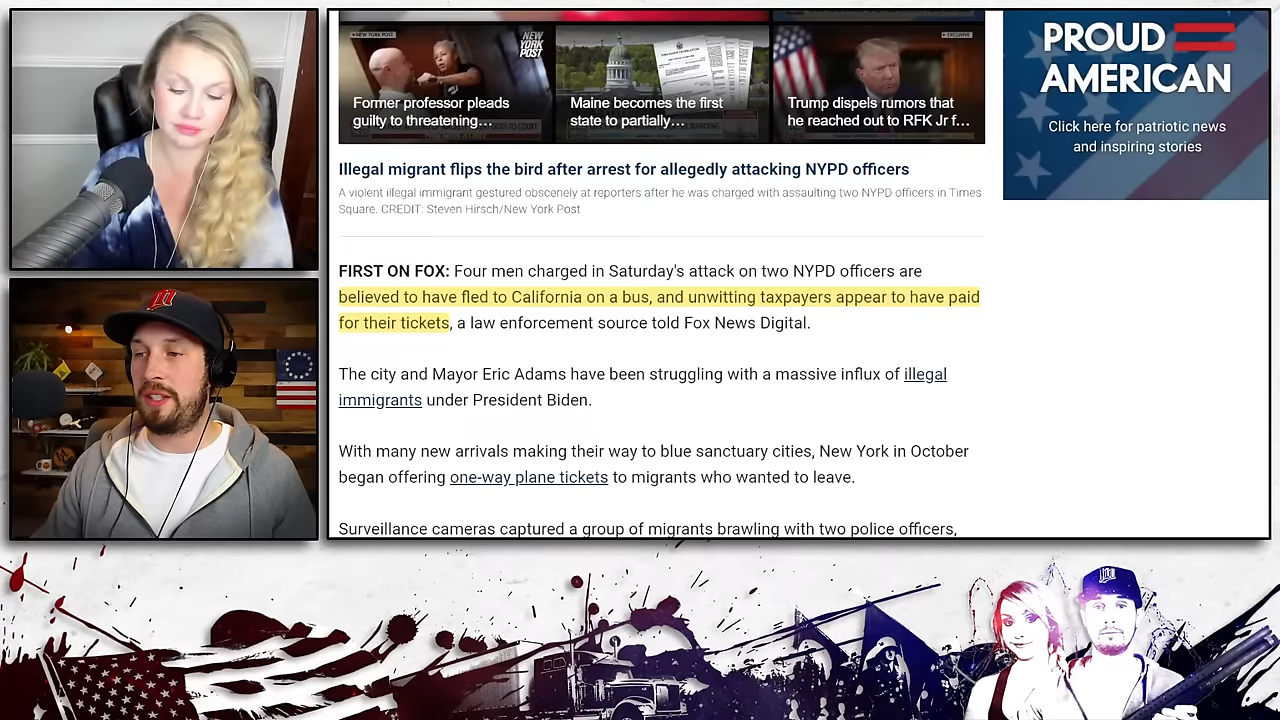 NEW YORK POST
NEW
YORK
POST
EXCLUSIVE
Former professor pleads
guilty to threatening...
Maine becomes the first
state to partially...
Trump dispels rumors that
he reached out to RFK Jr f...
PROUD
AMERICAN
Click here for patriotic news
and inspiring stories
Illegal migrant flips the bird after arrest for allegedly attacking NYPD officers
A violent illegal immigrant gestured obscenely at reporters after he was charged with assaulting two NYPD officers in Times
Square. CREDIT: Steven Hirsch/New York Post
FIRST ON FOX: Four men charged in Saturday's attack on two NYPD officers are
believed to have fled to California on a bus, and unwitting taxpayers appear to have paid
for their tickets, a law enforcement source told Fox News Digital.
The city and Mayor Eric Adams have been struggling with a massive influx of illegal
immigrants under President Biden.
With many new arrivals making their way to blue sanctuary cities, New York in October
began offering one-way plane tickets to migrants who wanted to leave.
Surveillance cameras captured a group of migrants brawling with two police officers,